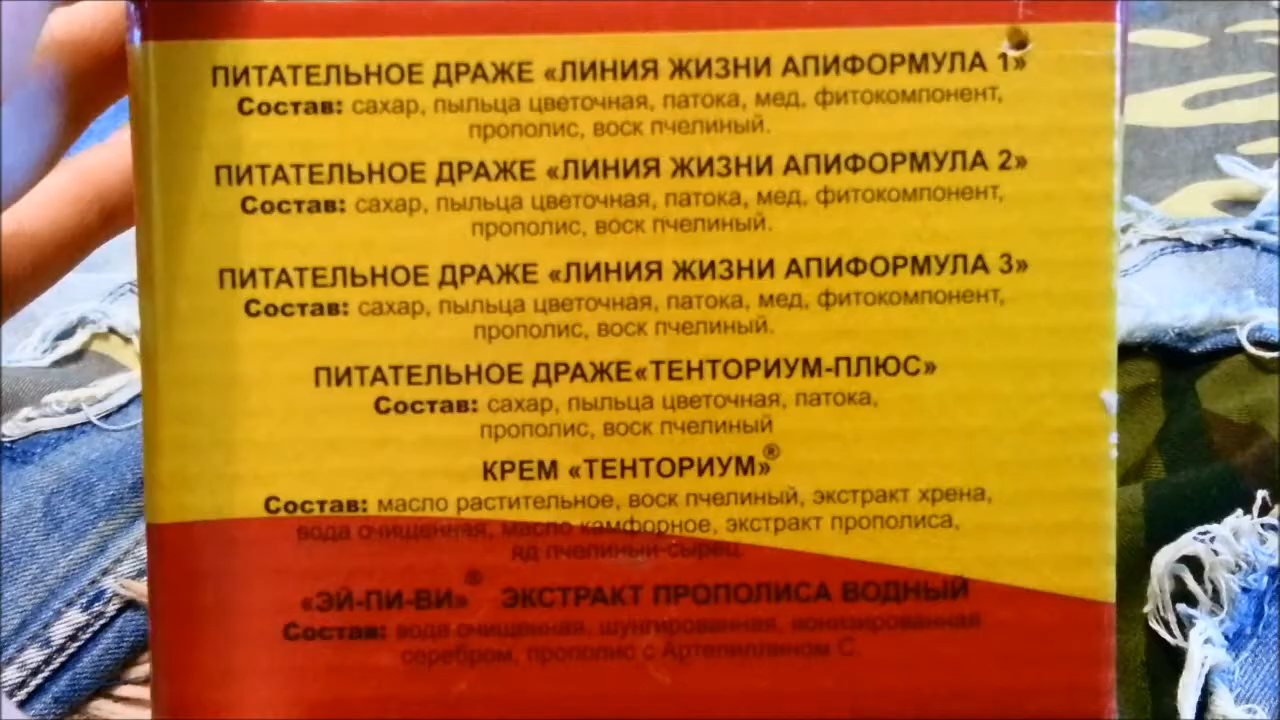 ПИТАТЕЛЬНОЕ ДРАЖЕ «ЛИНИЯ ЖИЗНИ АПИФОРМУЛА 1»
Состав: сахар, пыльца цветочная, патока, мед, фитокомпонент,
прополис, воск пчелиный.
ПИТАТЕЛЬНОЕ ДРАЖЕ «ЛИНИЯ ЖИЗНИ АПИФОРМУЛА 2»
Состав: сахар, пыльца цветочная, патока, мед, фитокомпонент,
прополис, воск пчелиный.
ПИТАТЕЛЬНОЕ ДРАЖЕ «ЛИНИЯ ЖИЗНИ АПИФОРМУЛА 3»
Состав: сахар, пыльца цветочная, патока, мед, фитокомпонент,
прополис, воск пчелиный.
ПИТАТЕЛЬНОЕ ДРАЖЕ«ТЕНТОРИУМ-ПЛЮС»
Состав: сахар, пыльца цветочная, патока,
прополис, воск пчелиный
КРЕМ «ТЕНТОРИУМ»®
Состав: масло растительное, воск пчелиный, экстракт хрена,
вода очищенная, масло камфорное, экстракт прополиса,
яд пчелиный-сырец.
«ЭЙ-ПИ-ВИ»® ЭКСТРАКТ ПРОПОЛИСА ВОДНЫЙ
Состав: вода очищенная, шунгированная, ионизированная
серебром, прополис с Артепиллином С.